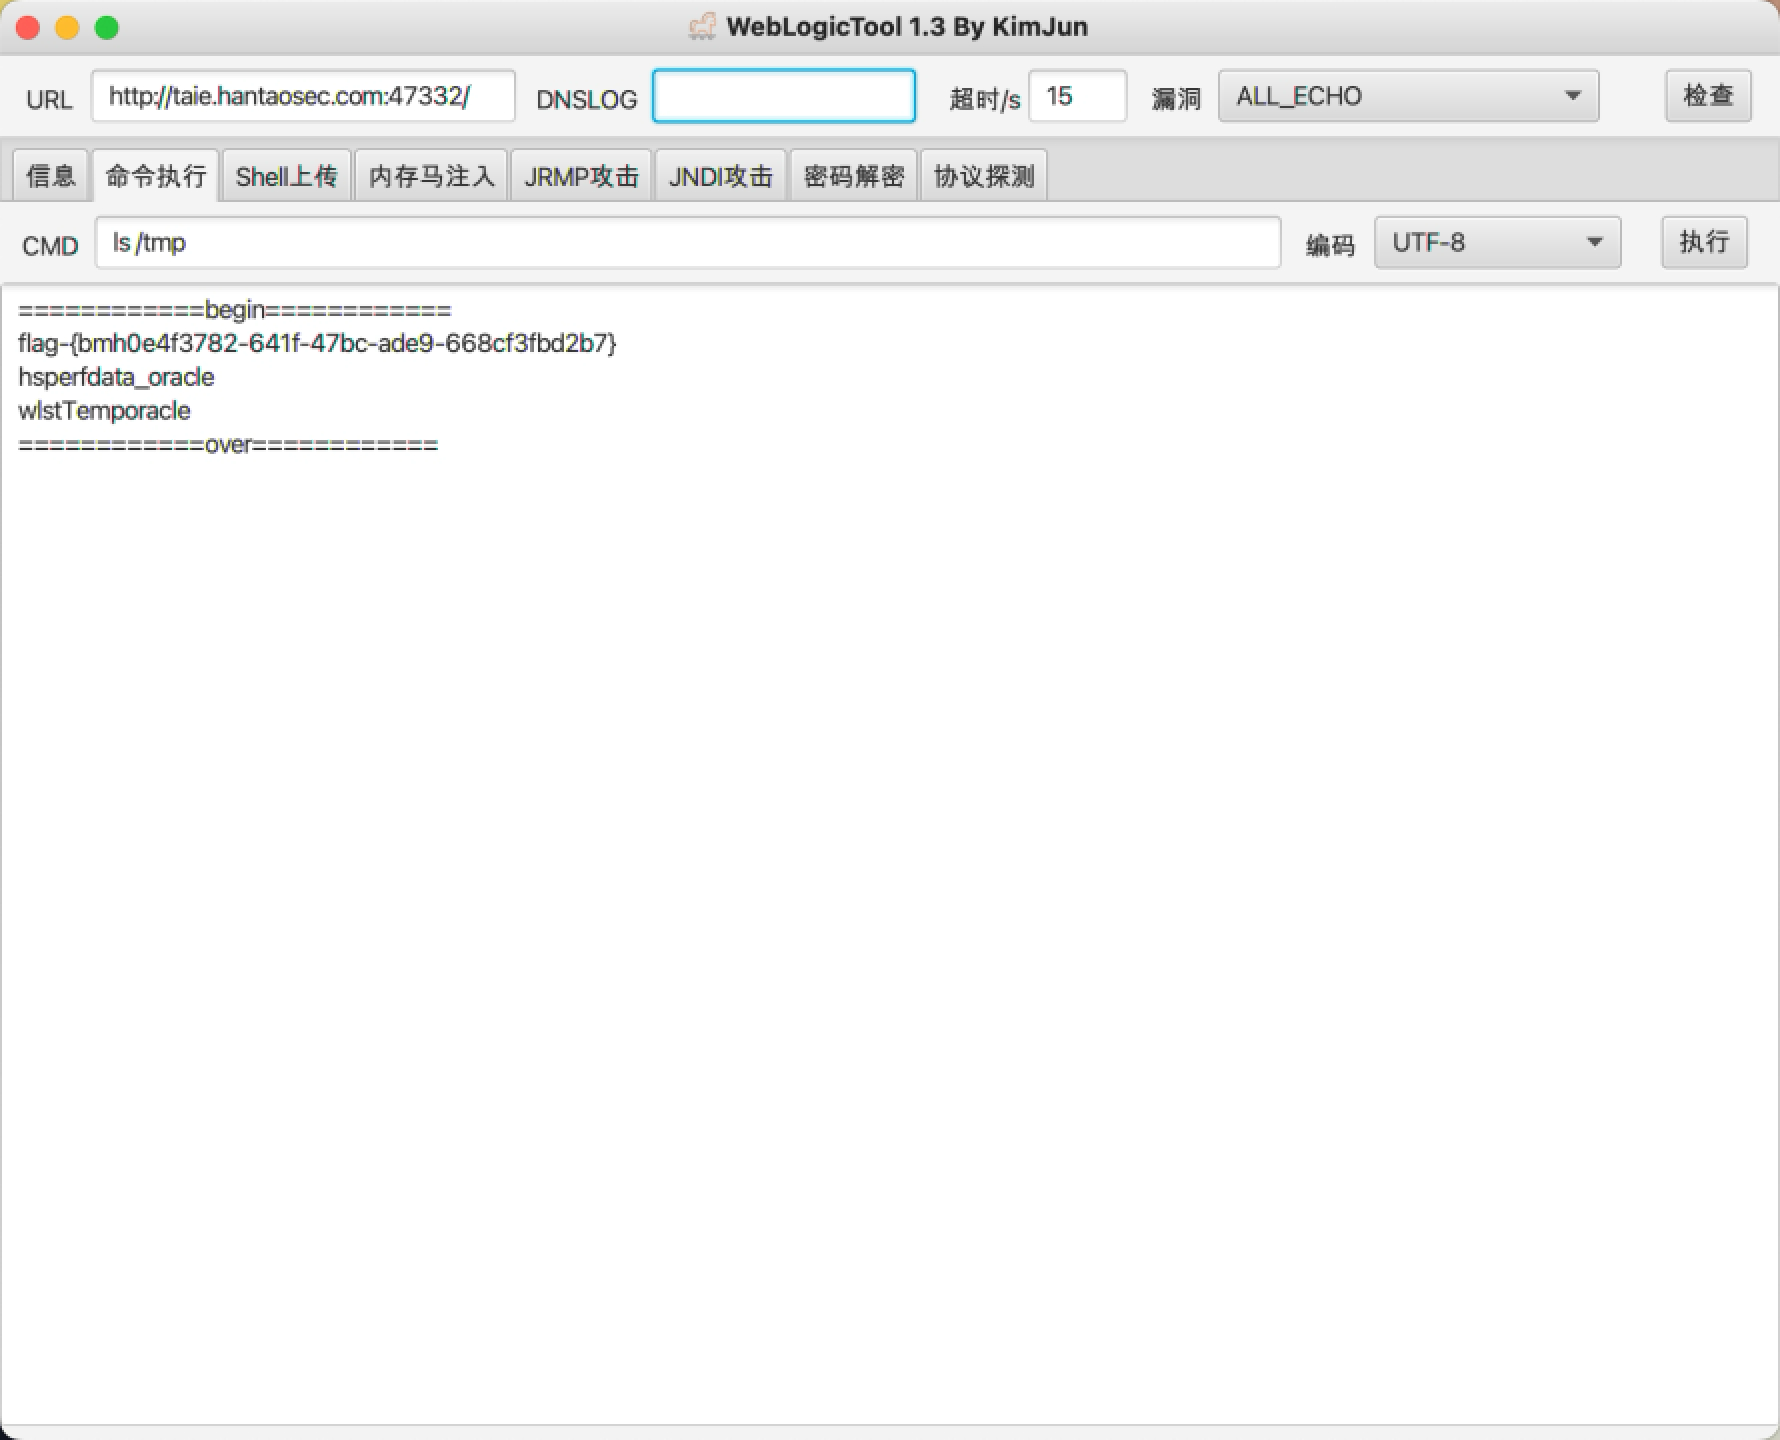 WebLogicTool 1.3 By KimJun
URL http://taie.hantaosec.com:47332/ DNSLOG 超时/s 15 漏洞 ALL_ECHO 检查
信息 命令执行 Shell上传 内存马注入 JRMP攻击 JNDI攻击 密码解密 协议探测
CMD ls /tmp 编码 UTF-8 执行
============begin============
flag-{bmh0e4f3782-641f-47bc-ade9-668cf3fbd2b7}
hsperfdata_oracle
wlstTemporacle
============over============